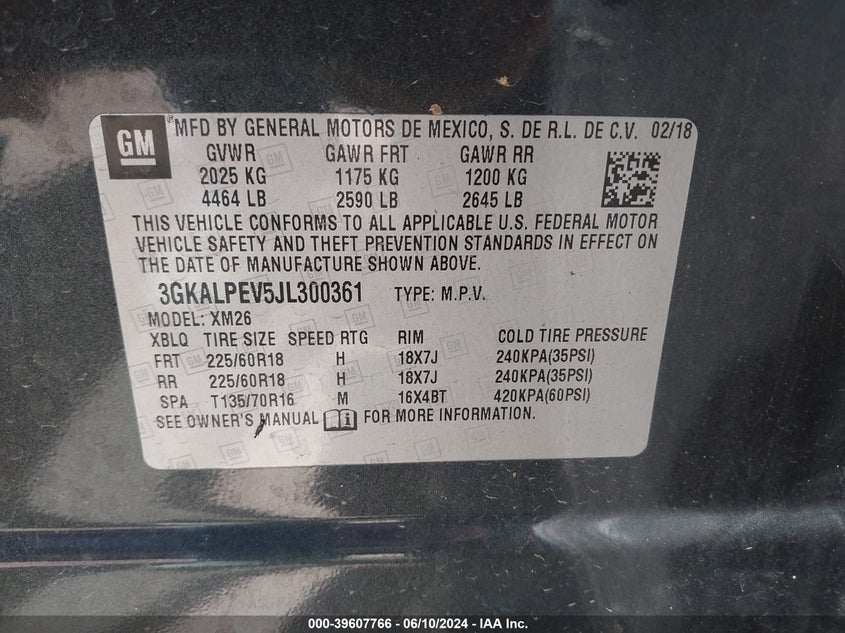 GM ® MFD BY GENERAL MOTORS DE MEXICO, S. DE R.L. DE C.V. 02/18
GVWR GAWR FRT GAWR RR
2025 KG 1175 KG 1200 KG
4464 LB 2590 LB 2645 LB
THIS VEHICLE CONFORMS TO ALL APPLICABLE U.S. FEDERAL MOTOR
VEHICLE SAFETY AND THEFT PREVENTION STANDARDS IN EFFECT ON
THE DATE OF MANUFACTURE SHOWN ABOVE.
3GKALPEV5JL300361 TYPE: M.P.V.
MODEL: XM26
XBLQ TIRE SIZE SPEED RTG RIM COLD TIRE PRESSURE
FRT 225/60R18 H 18X7J 240KPA(35PSI)
RR 225/60R18 H 18X7J 240KPA(35PSI)
SPA T135/70R16 M 16X4BT 420KPA(60PSI)
SEE OWNER'S MANUAL FOR MORE INFORMATION.
000-39607766 - 06/10/2024 - IAA Inc.